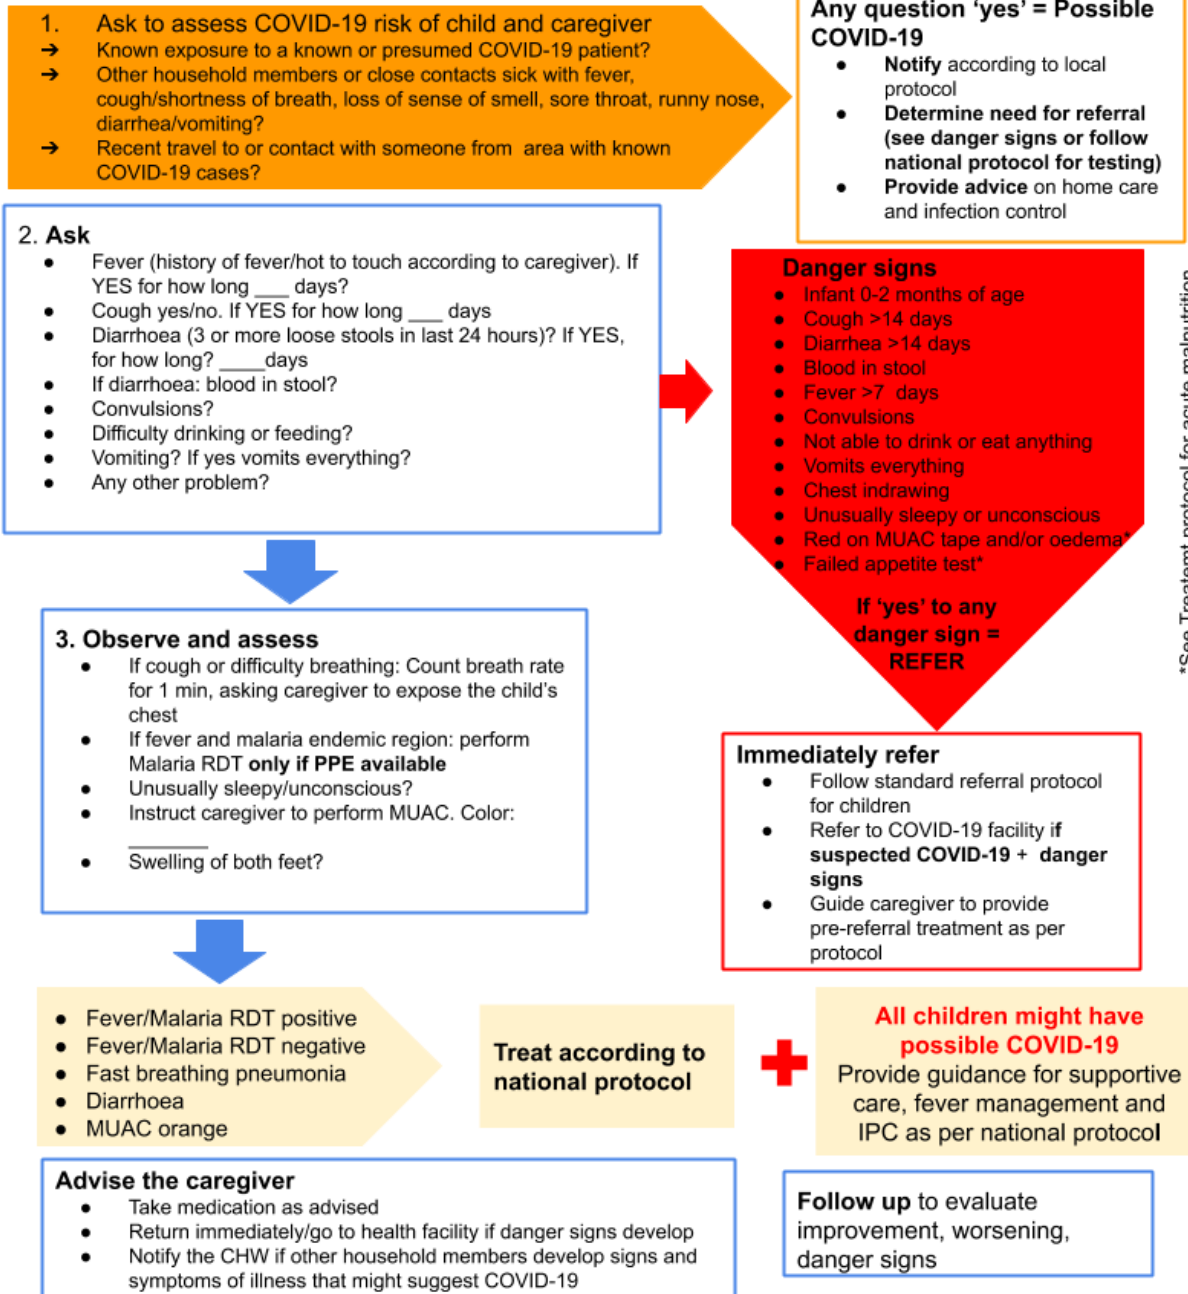 1. Ask to assess COVID-19 risk of child and caregiver
→ Known exposure to a known or presumed COVID-19 patient?
→ Other household members or close contacts sick with fever,
cough/shortness of breath, loss of sense of smell, sore throat, runny nose,
diarrhea/vomiting?
→ Recent travel to or contact with someone from area with known
COVID-19 cases?
Any question ‘yes’ = Possible
COVID-19
● Notify according to local
protocol
● Determine need for referral
(see danger signs or follow
national protocol for testing)
● Provide advice on home care
and infection control
2. Ask
● Fever (history of fever/hot to touch according to caregiver). If
YES for how long ___ days?
● Cough yes/no. If YES for how long ___ days
● Diarrhoea (3 or more loose stools in last 24 hours)? If YES,
for how long? ____days
● If diarrhoea: blood in stool?
● Convulsions?
● Difficulty drinking or feeding?
● Vomiting? If yes vomits everything?
● Any other problem?
Danger signs
● Infant 0-2 months of age
● Cough >14 days
● Diarrhea >14 days
● Blood in stool
● Fever >7 days
● Convulsions
● Not able to drink or eat anything
● Vomits everything
● Chest indrawing
● Unusually sleepy or unconscious
● Red on MUAC tape and/or oedema*
● Failed appetite test*
If ‘yes’ to any
danger sign =
REFER
*See Treatemt protocol for acute malnutrition
3. Observe and assess
● If cough or difficulty breathing: Count breath rate
for 1 min, asking caregiver to expose the child’s
chest
● If fever and malaria endemic region: perform
Malaria RDT only if PPE available
● Unusually sleepy/unconscious?
● Instruct caregiver to perform MUAC. Color:
_______
● Swelling of both feet?
Immediately refer
● Follow standard referral protocol
for children
● Refer to COVID-19 facility if
suspected COVID-19 + danger
signs
● Guide caregiver to provide
pre-referral treatment as per
protocol
● Fever/Malaria RDT positive
● Fever/Malaria RDT negative
● Fast breathing pneumonia
● Diarrhoea
● MUAC orange
Treat according to
national protocol
All children might have
possible COVID-19
Provide guidance for supportive
care, fever management and
IPC as per national protocol
Advise the caregiver
● Take medication as advised
● Return immediately/go to health facility if danger signs develop
● Notify the CHW if other household members develop signs and
symptoms of illness that might suggest COVID-19
Follow up to evaluate
improvement, worsening,
danger signs